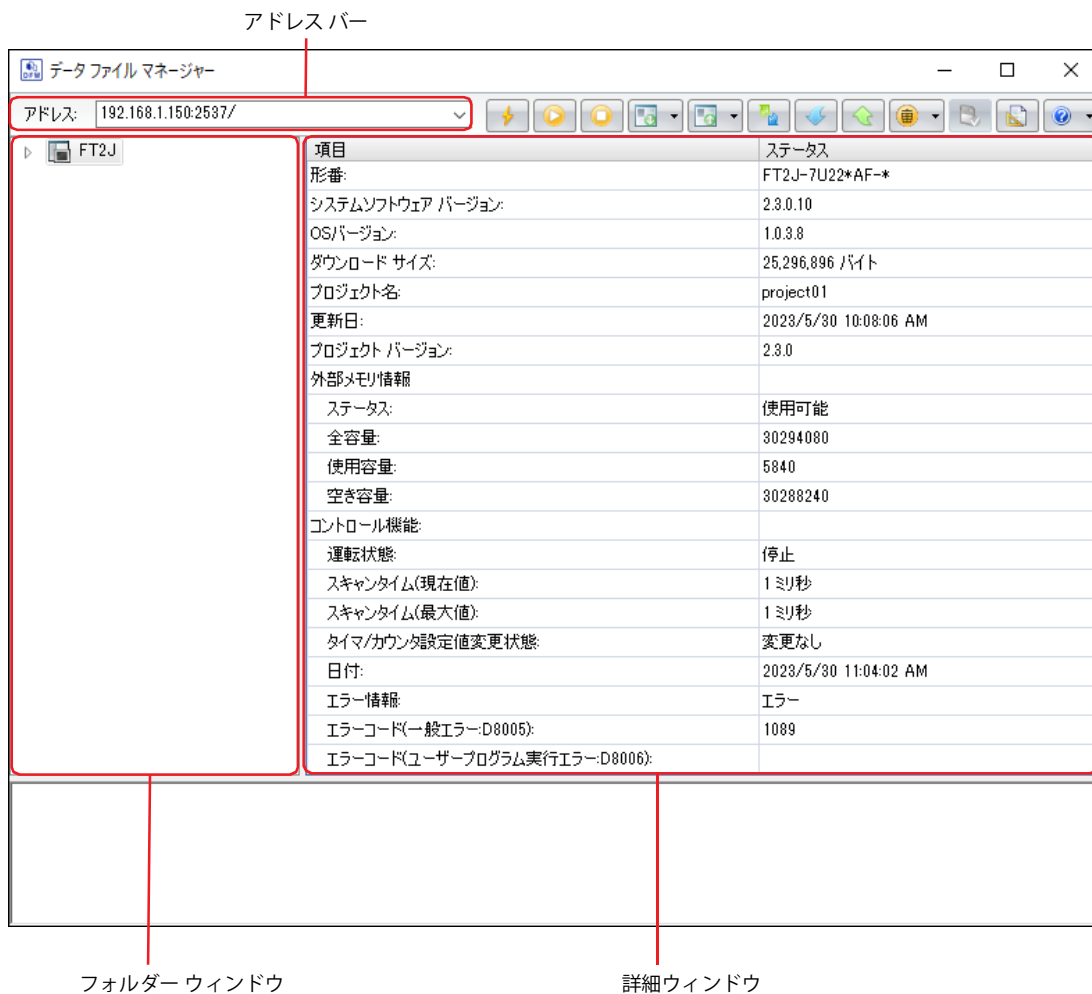 アドレス バー
データ ファイル マネージャー
アドレス: 192.168.1.150:2537/
FT2J
項目 ステータス
形番: FT2J-7U22*AF-*
システムソフトウェア バージョン: 2.3.0.10
OSバージョン: 1.0.3.8
ダウンロード サイズ: 25,296,896 バイト
プロジェクト名: project01
更新日: 2023/5/30 10:08:06 AM
プロジェクト バージョン: 2.3.0
外部メモリ情報
ステータス: 使用可能
全容量: 30294080
使用容量: 5840
空き容量: 30288240
コントロール機能:
運転状態: 停止
スキャンタイム(現在値): 1 ミリ秒
スキャンタイム(最大値): 1 ミリ秒
タイマ/カウンタ設定値変更状態: 変更なし
日付: 2023/5/30 11:04:02 AM
エラー情報: エラー
エラーコード(一般エラー:D8005): 1089
エラーコード(ユーザープログラム実行エラー:D8006):
フォルダー ウィンドウ
詳細ウィンドウ